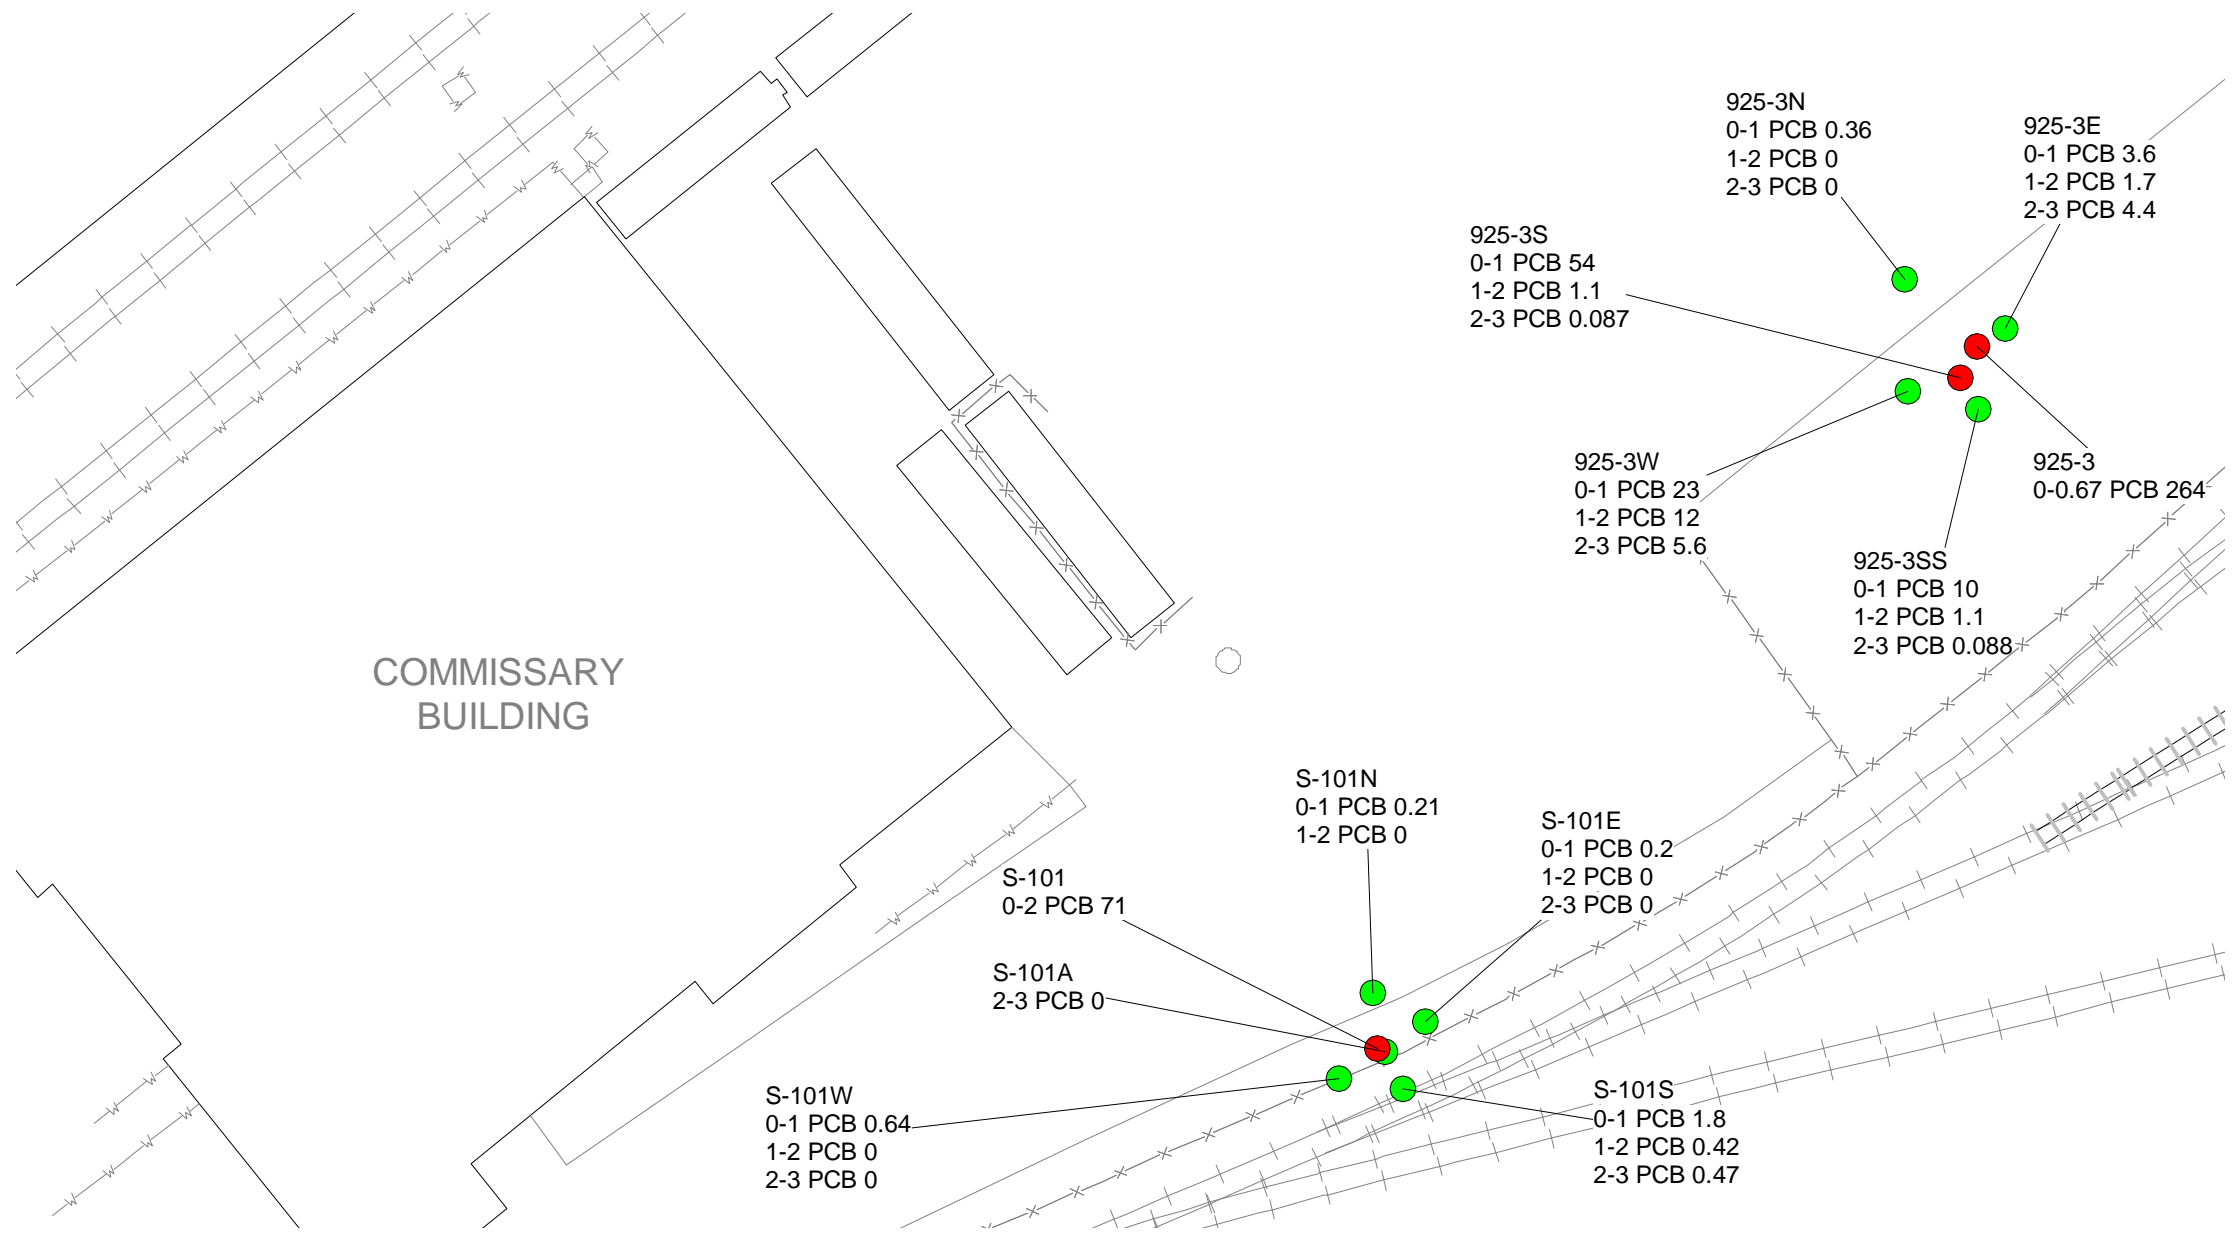 925-3N
0-1 PCB 0.36
1-2 PCB 0
2-3 PCB 0
925-3E
0-1 PCB 3.6
1-2 PCB 1.7
2-3 PCB 4.4
925-3S
0-1 PCB 54
1-2 PCB 1.1
2-3 PCB 0.087
925-3W
0-1 PCB 23
1-2 PCB 12
2-3 PCB 5.6
925-3
0-0.67 PCB 264
925-3SS
0-1 PCB 10
1-2 PCB 1.1
2-3 PCB 0.088
COMMISSARY
BUILDING
S-101N
0-1 PCB 0.21
1-2 PCB 0
S-101E
0-1 PCB 0.2
1-2 PCB 0
2-3 PCB 0
S-101
0-2 PCB 71
S-101A
2-3 PCB 0
S-101W
0-1 PCB 0.64
1-2 PCB 0
2-3 PCB 0
S-101S
0-1 PCB 1.8
1-2 PCB 0.42
2-3 PCB 0.47